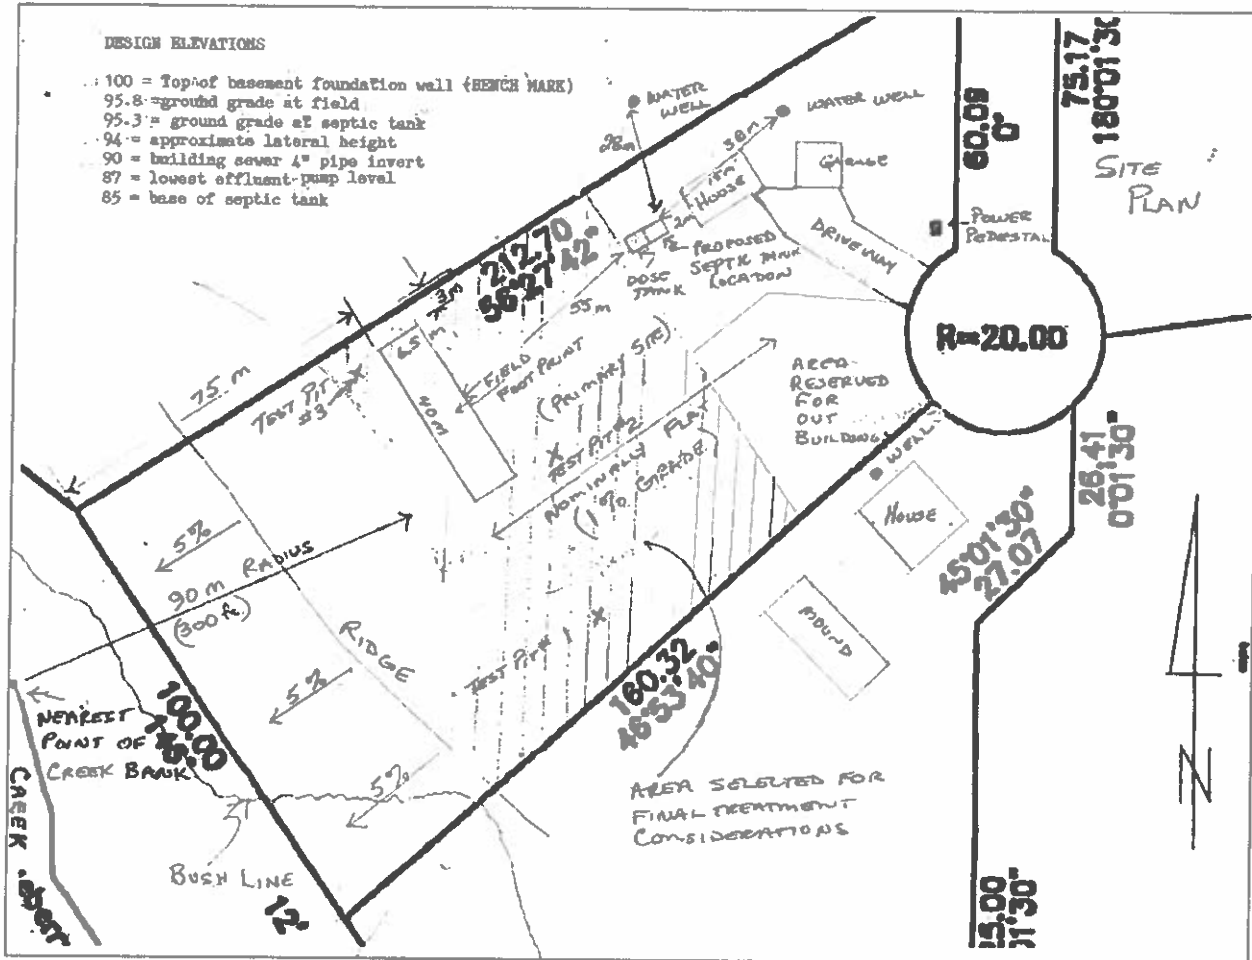 DESIGN ELEVATIONS
100 = Top of basement foundation wall (BENCH MARK)
95.8 = ground grade at field
95.3 = ground grade at septic tank
94 = approximate lateral height
90 = building sewer 4" pipe invert
87 = lowest effluent pump level
85 = base of septic tank
WATER
WELL
WATER WELL
28m
38m
GARAGE
15m
HOUSE
2m
60.09
0"
75.17
180°01'30
SITE
PLAN
POWER
PEDESTAL
DRIVEWAY
PROPOSED
SEPTIC TANK
LOCATION
DOSE
TANK
212.70
56°27'42"
3m
55m
R=20.00
6.5 m
40m
FIELD
FOOT PRINT
(PRIMARY SITE)
75 m
TEST PIT
#3
X
X
TEST PIT #2
NOMINALLY FLAT
(1% GRADE)
AREA
RESERVED
FOR
OUT
BUILDING
WELL
HOUSE
26.41
0°01'30"
45°01'30"
27.07
5%
90 m RADIUS
(300 ft.)
RIDGE
MOUND
TEST PIT # 1 X
160.32
46°53'40"
5%
100.00
NEAREST
POINT OF
CREEK BANK
5%
CREEK
AREA SELECTED FOR
FINAL TREATMENT
CONSIDERATIONS
BUSH LINE
12"
N